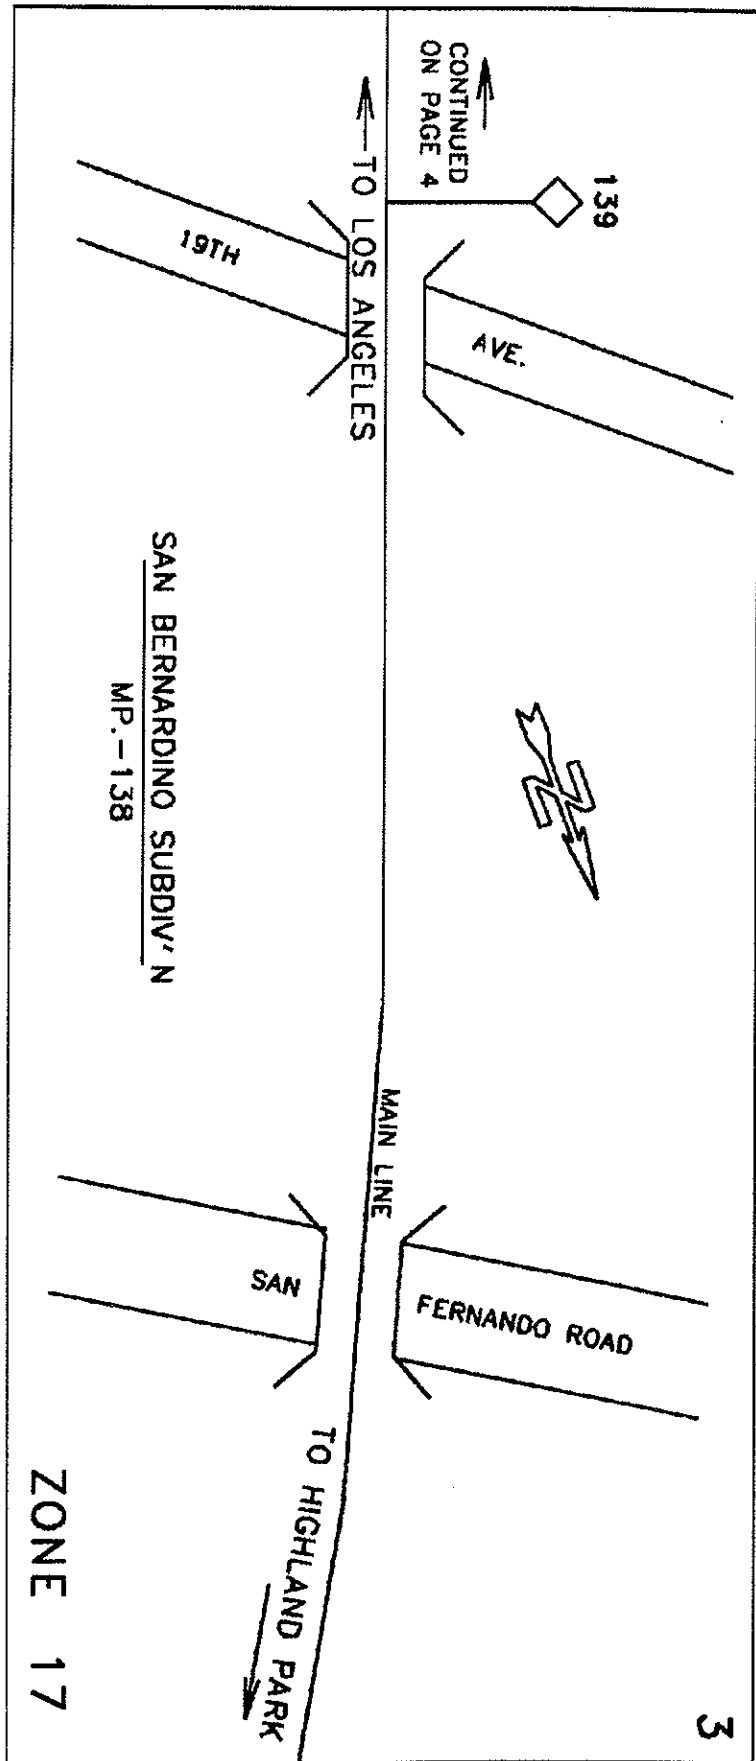 3
139
CONTINUED
ON PAGE 4
TO LOS ANGELES
19TH AVE.
N
MAIN LINE
SAN FERNANDO ROAD
SAN BERNARDINO SUBDIV'N
MP.-138
TO HIGHLAND PARK
ZONE 17